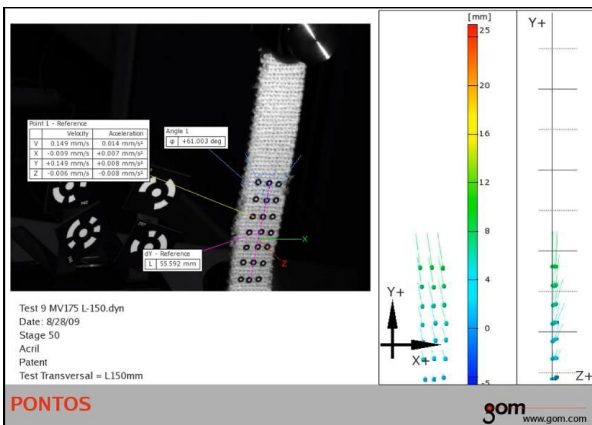 Point 1 - Reference
Velocity Acceleration
V 0.149 mm/s 0.014 mm/s²
X -0.009 mm/s +0.007 mm/s²
Y +0.149 mm/s +0.008 mm/s²
Z -0.006 mm/s -0.008 mm/s²
Angle 1
φ +61.003 deg
dY - Reference
L 55.592 mm
X
Z
Test 9 MV175 L-150.dyn
Date: 8/28/09
Stage 50
Acril
Patent
Test Transversal = L150mm
[mm]
25
20
16
12
8
4
0
-5
Y+
X+
Y+
Z+
PONTOS
gom
www.gom.com